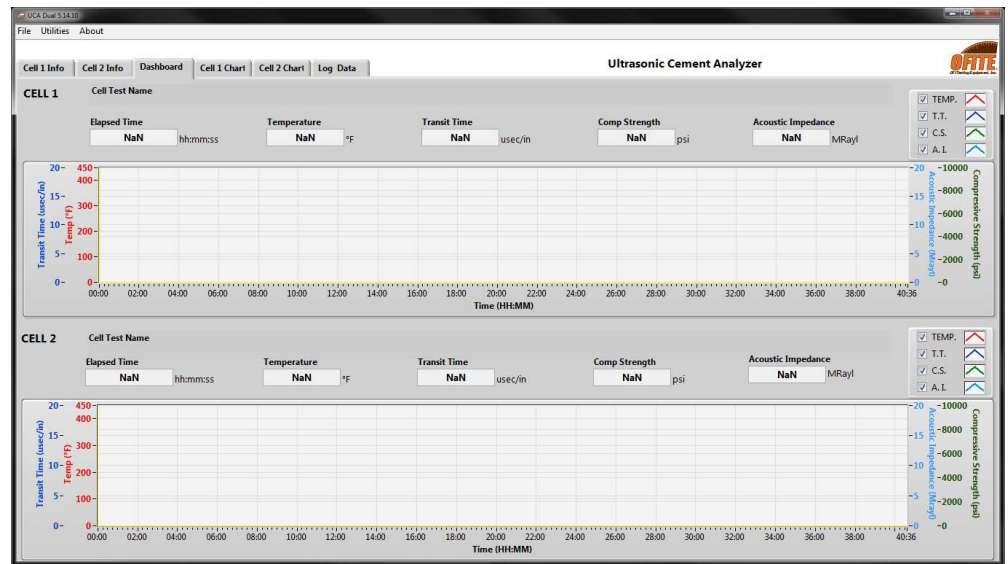 UCA Dual 5.14.10
File Utilities About
Cell 1 Info Cell 2 Info Dashboard Cell 1 Chart Cell 2 Chart Log Data
Ultrasonic Cement Analyzer
OFITE
OFI Testing Equipment, Inc.
CELL 1 Cell Test Name
Elapsed Time Temperature Transit Time Comp Strength Acoustic Impedance
NaN hh:mm:ss NaN °F NaN usec/in NaN psi NaN MRayl
TEMP.
T.T.
C.S.
A.I.
Transit Time (usec/in)
20
15
10
5
0
Temp (°F)
450
400
300
200
100
0
20
15
10
5
0
Acoustic Impedance (Mrayl)
10000
8000
6000
4000
2000
0
Compressive Strength (psi)
00:00 02:00 04:00 06:00 08:00 10:00 12:00 14:00 16:00 18:00 20:00 22:00 24:00 26:00 28:00 30:00 32:00 34:00 36:00 38:00 40:36
Time (HH:MM)
CELL 2 Cell Test Name
Elapsed Time Temperature Transit Time Comp Strength Acoustic Impedance
NaN hh:mm:ss NaN °F NaN usec/in NaN psi NaN MRayl
TEMP.
T.T.
C.S.
A.I.
Transit Time (usec/in)
20
15
10
5
0
Temp (°F)
450
400
300
200
100
0
20
15
10
5
0
Acoustic Impedance (Mrayl)
10000
8000
6000
4000
2000
0
Compressive Strength (psi)
00:00 02:00 04:00 06:00 08:00 10:00 12:00 14:00 16:00 18:00 20:00 22:00 24:00 26:00 28:00 30:00 32:00 34:00 36:00 38:00 40:36
Time (HH:MM)